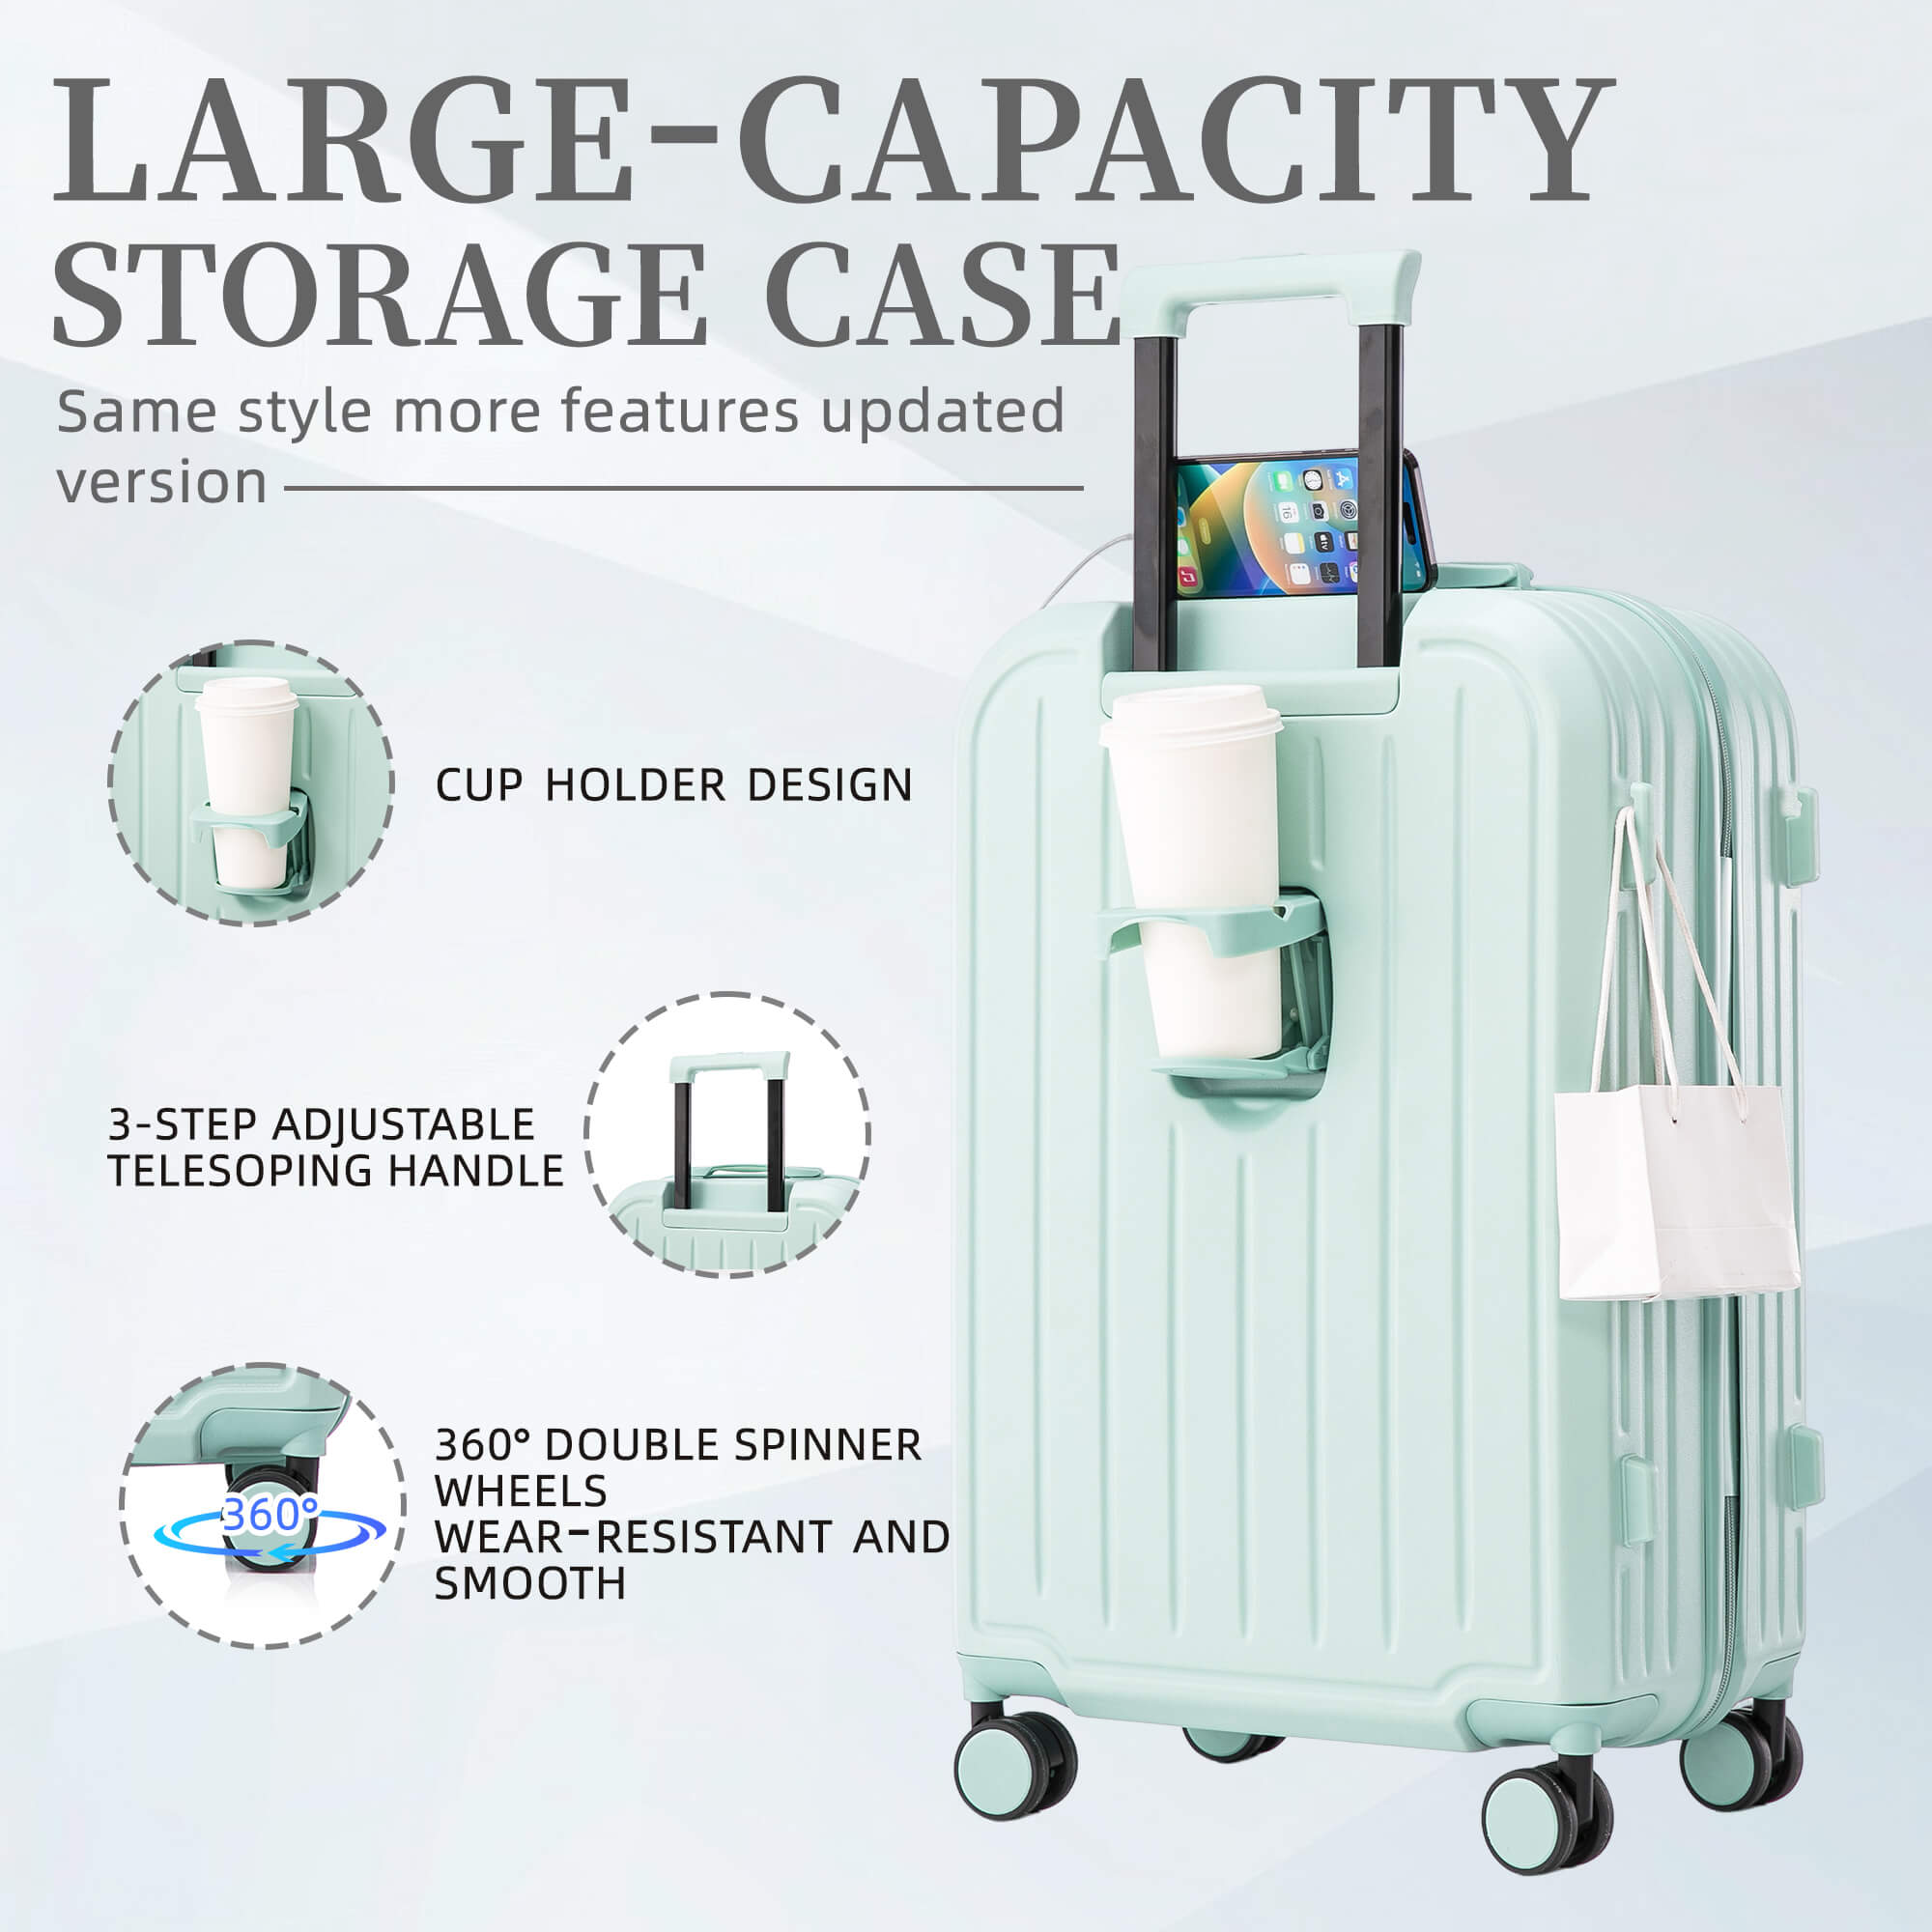 LARGE-CAPACITY
STORAGE CASE
Same style more features updated
version
CUP HOLDER DESIGN
3-STEP ADJUSTABLE
TELESOPING HANDLE
360°
360° DOUBLE SPINNER
WHEELS
WEAR-RESISTANT AND
SMOOTH